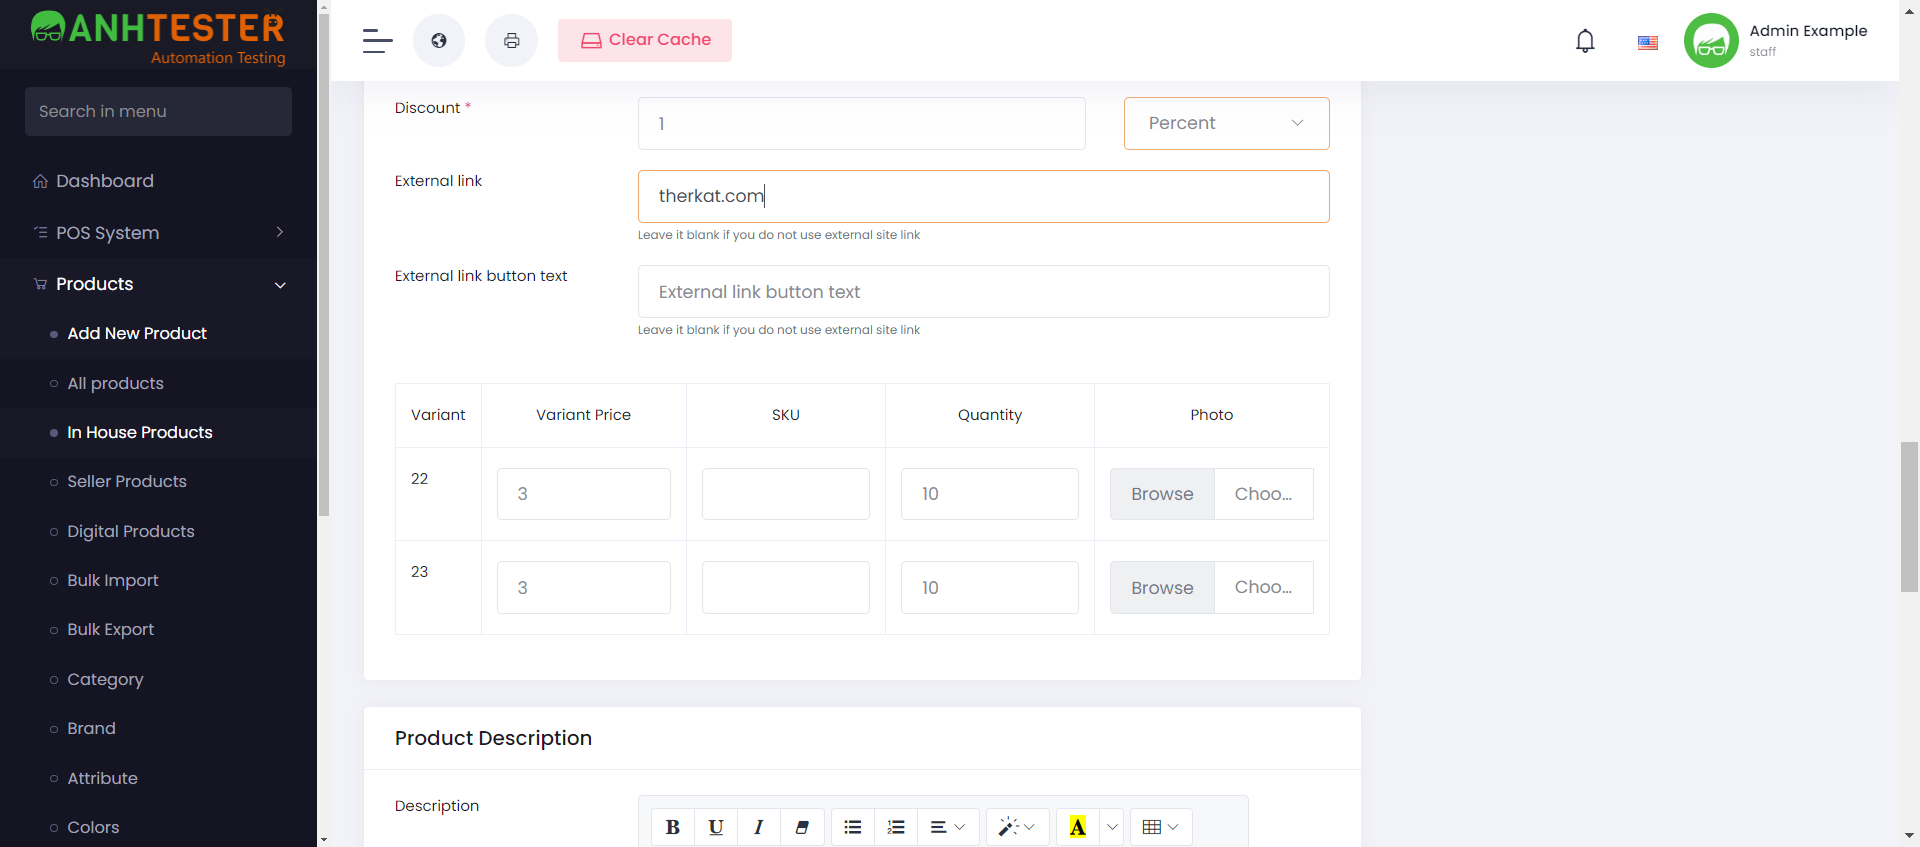 ANHTESTER
Automation Testing
Search in menu
Dashboard
POS System
Products
Add New Product
All products
In House Products
Seller Products
Digital Products
Bulk Import
Bulk Export
Category
Brand
Attribute
Colors
Clear Cache
Admin Example
staff
Discount *
1
Percent
External link
therkat.com
Leave it blank if you do not use external site link
External link button text
External link button text
Leave it blank if you do not use external site link
Variant Variant Price SKU Quantity Photo
22 3 10 Browse Choo...
23 3 10 Browse Choo...
Product Description
Description
B U I A